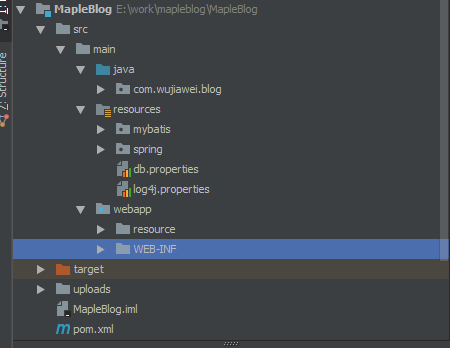 MapleBlog E:\work\mapleblog\MapleBlog
src
main
java
com.wujiawei.blog
resources
mybatis
spring
db.properties
log4j.properties
webapp
resource
WEB-INF
target
uploads
MapleBlog.iml
pom.xml
Z: Structure